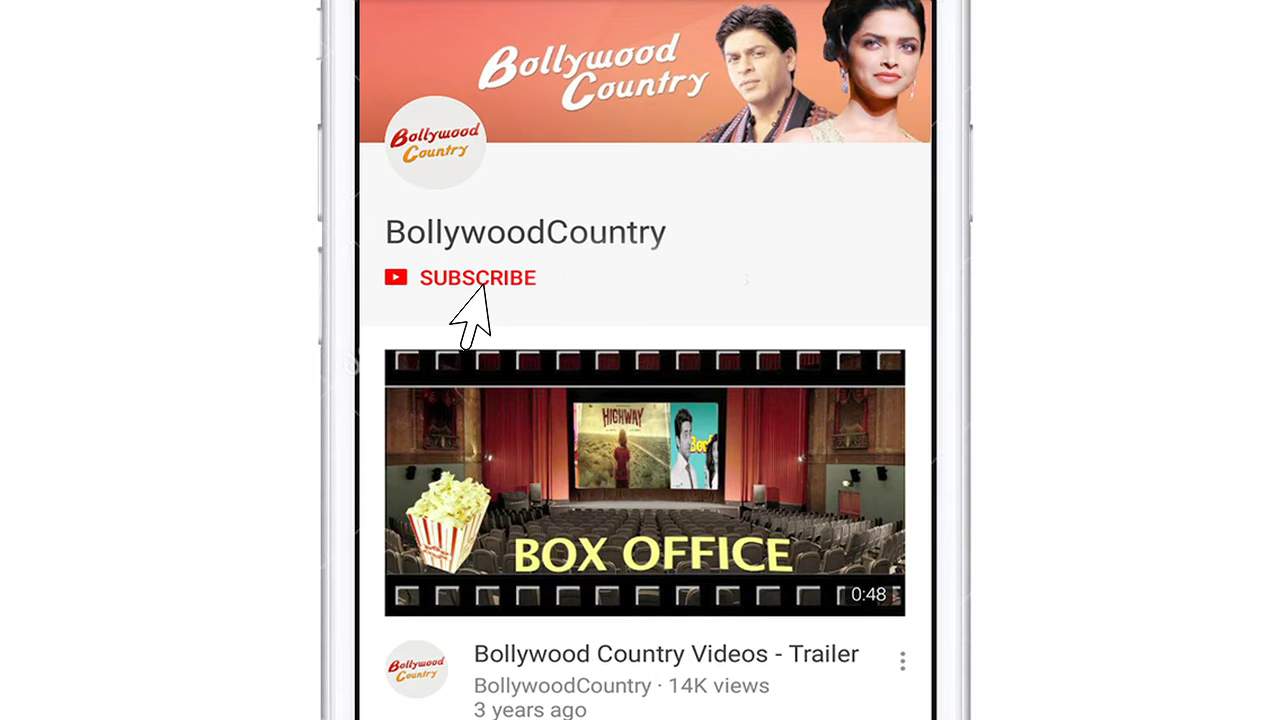 Bollywood
Country
Bollywood
Country
BollywoodCountry
SUBSCRIBE
HIGHWAY
BOX OFFICE
0:48
Bollywood
Country
Bollywood Country Videos - Trailer
BollywoodCountry · 14K views
3 years ago